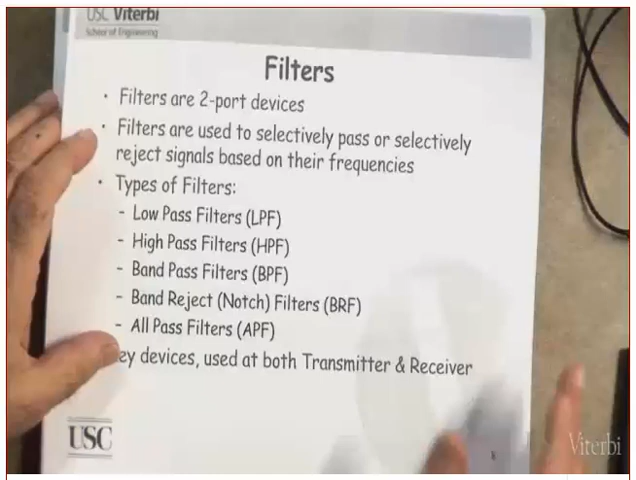 USC Viterbi
School of Engineering
Filters
• Filters are 2-port devices
• Filters are used to selectively pass or selectively
reject signals based on their frequencies
• Types of Filters:
- Low Pass Filters (LPF)
- High Pass Filters (HPF)
- Band Pass Filters (BPF)
- Band Reject (Notch) Filters (BRF)
- All Pass Filters (APF)
ey devices, used at both Transmitter & Receiver
USC
Viterbi